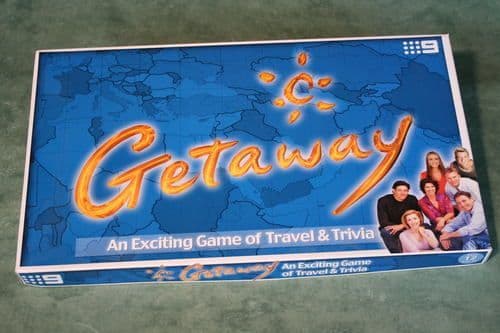 9
Getaway
An Exciting Game of Travel & Trivia
9
Getaway
An Exciting Game
of Travel & Trivia